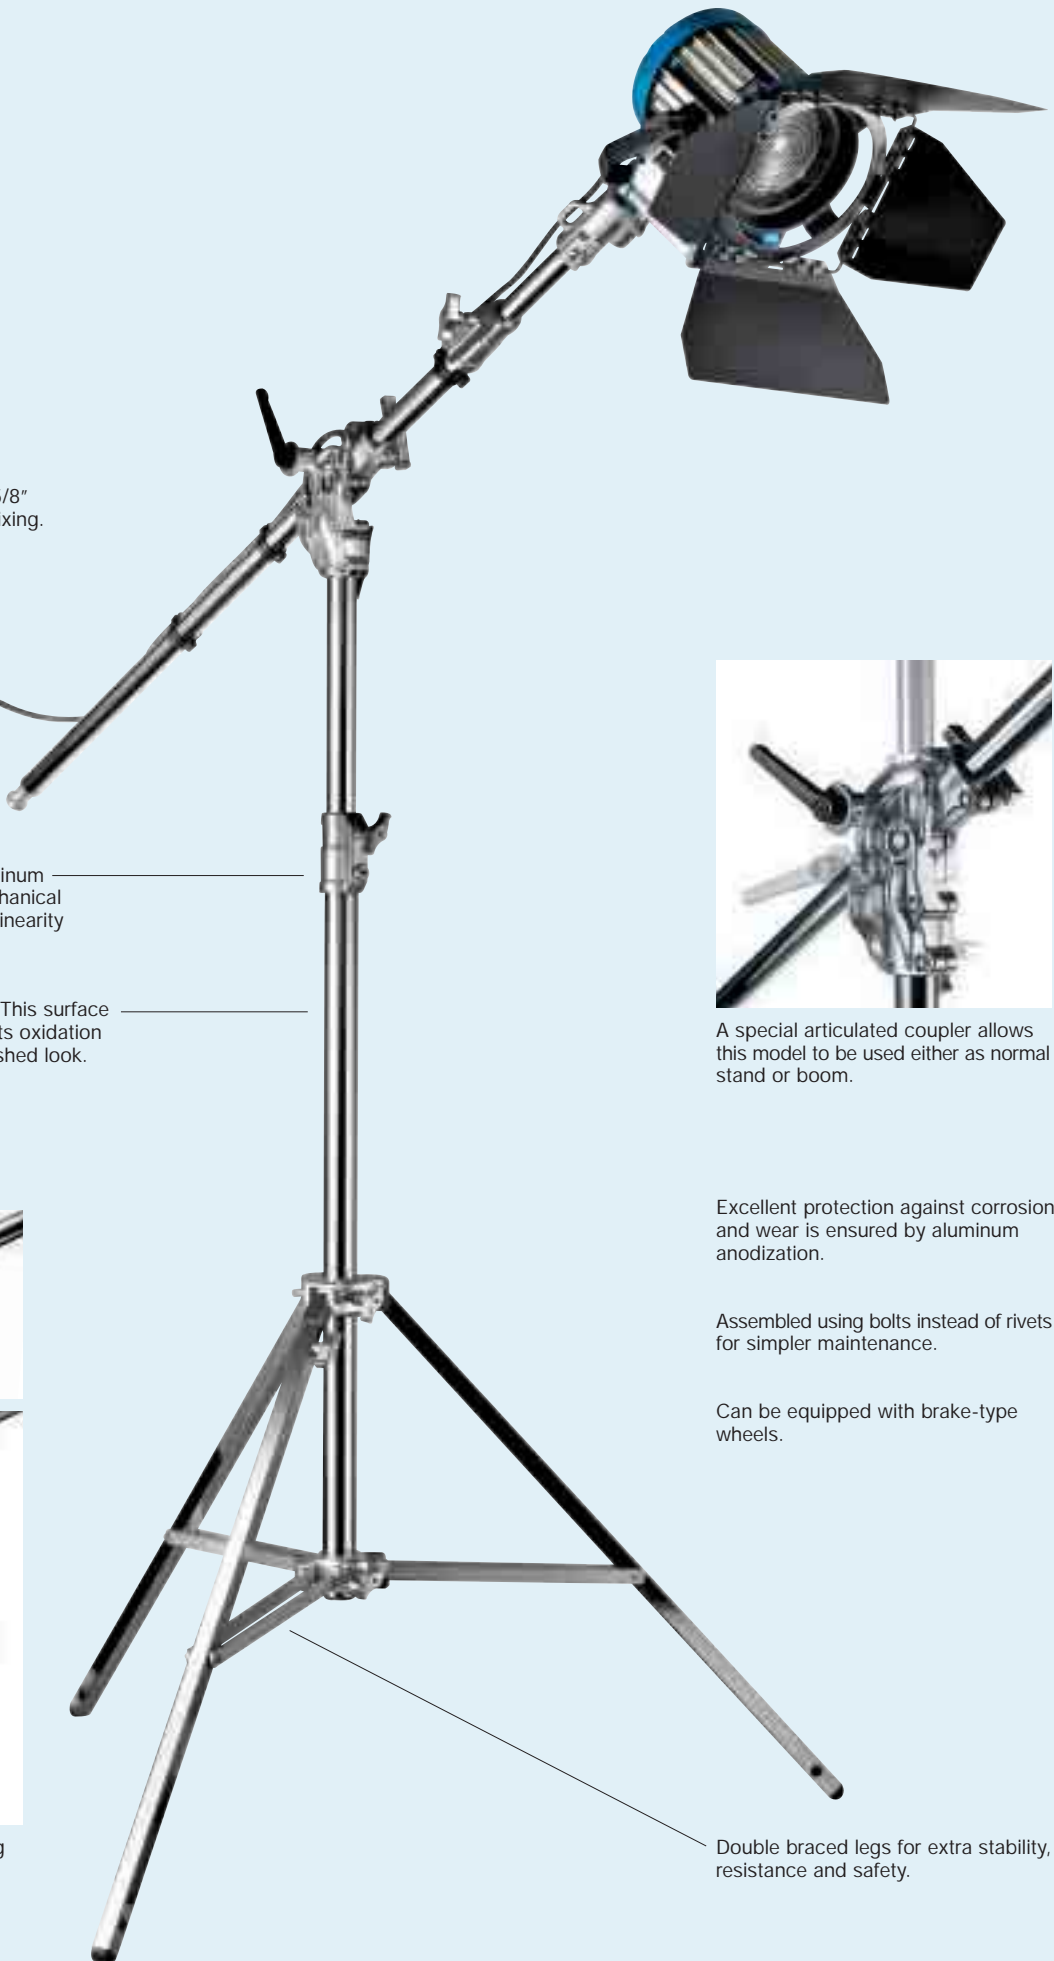 5/8"
ixing.
inum
hanical
inearity
This surface
ts oxidation
shed look.
g
A special articulated coupler allows
this model to be used either as normal
stand or boom.
Excellent protection against corrosion
and wear is ensured by aluminum
anodization.
Assembled using bolts instead of rivets
for simpler maintenance.
Can be equipped with brake-type
wheels.
Double braced legs for extra stability,
resistance and safety.